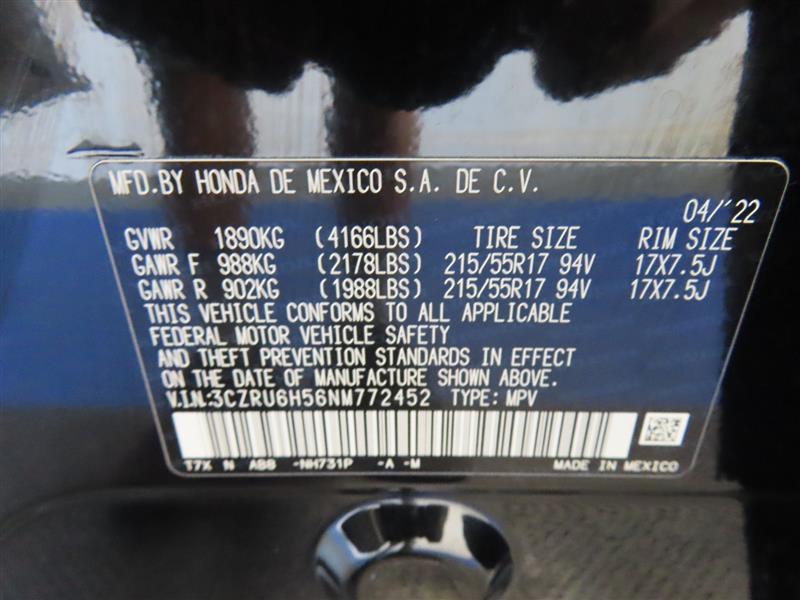 MFD.BY HONDA DE MEXICO S.A. DE C.V.
04/'22
GVWR 1890KG (4166LBS) TIRE SIZE RIM SIZE
GAWR F 988KG (2178LBS) 215/55R17 94V 17X7.5J
GAWR R 902KG (1988LBS) 215/55R17 94V 17X7.5J
THIS VEHICLE CONFORMS TO ALL APPLICABLE
FEDERAL MOTOR VEHICLE SAFETY
AND THEFT PREVENTION STANDARDS IN EFFECT
ON THE DATE OF MANUFACTURE SHOWN ABOVE.
V.I.N.:3CZRU6H56NM772452 TYPE: MPV
T7X N ABB -NH731P -A -M MADE IN MEXICO